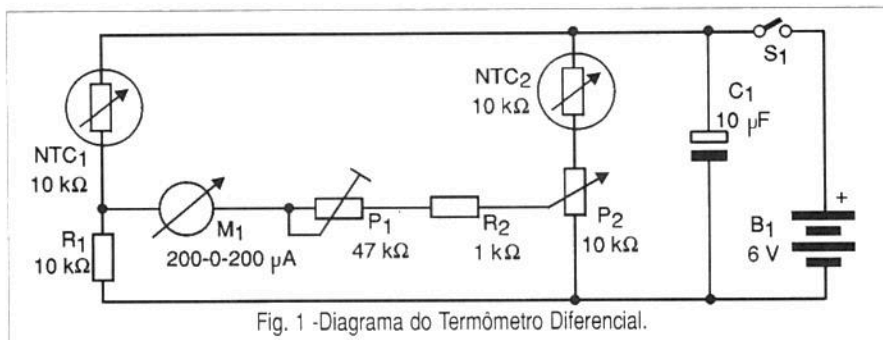 S1
NTC1
10 kΩ
NTC2
10 kΩ
C1
10 µF
+
M1
200-0-200 µA
P1
47 kΩ
R2
1 kΩ
P2
10 kΩ
R1
10 kΩ
B1
6 V
Fig. 1 -Diagrama do Termômetro Diferencial.